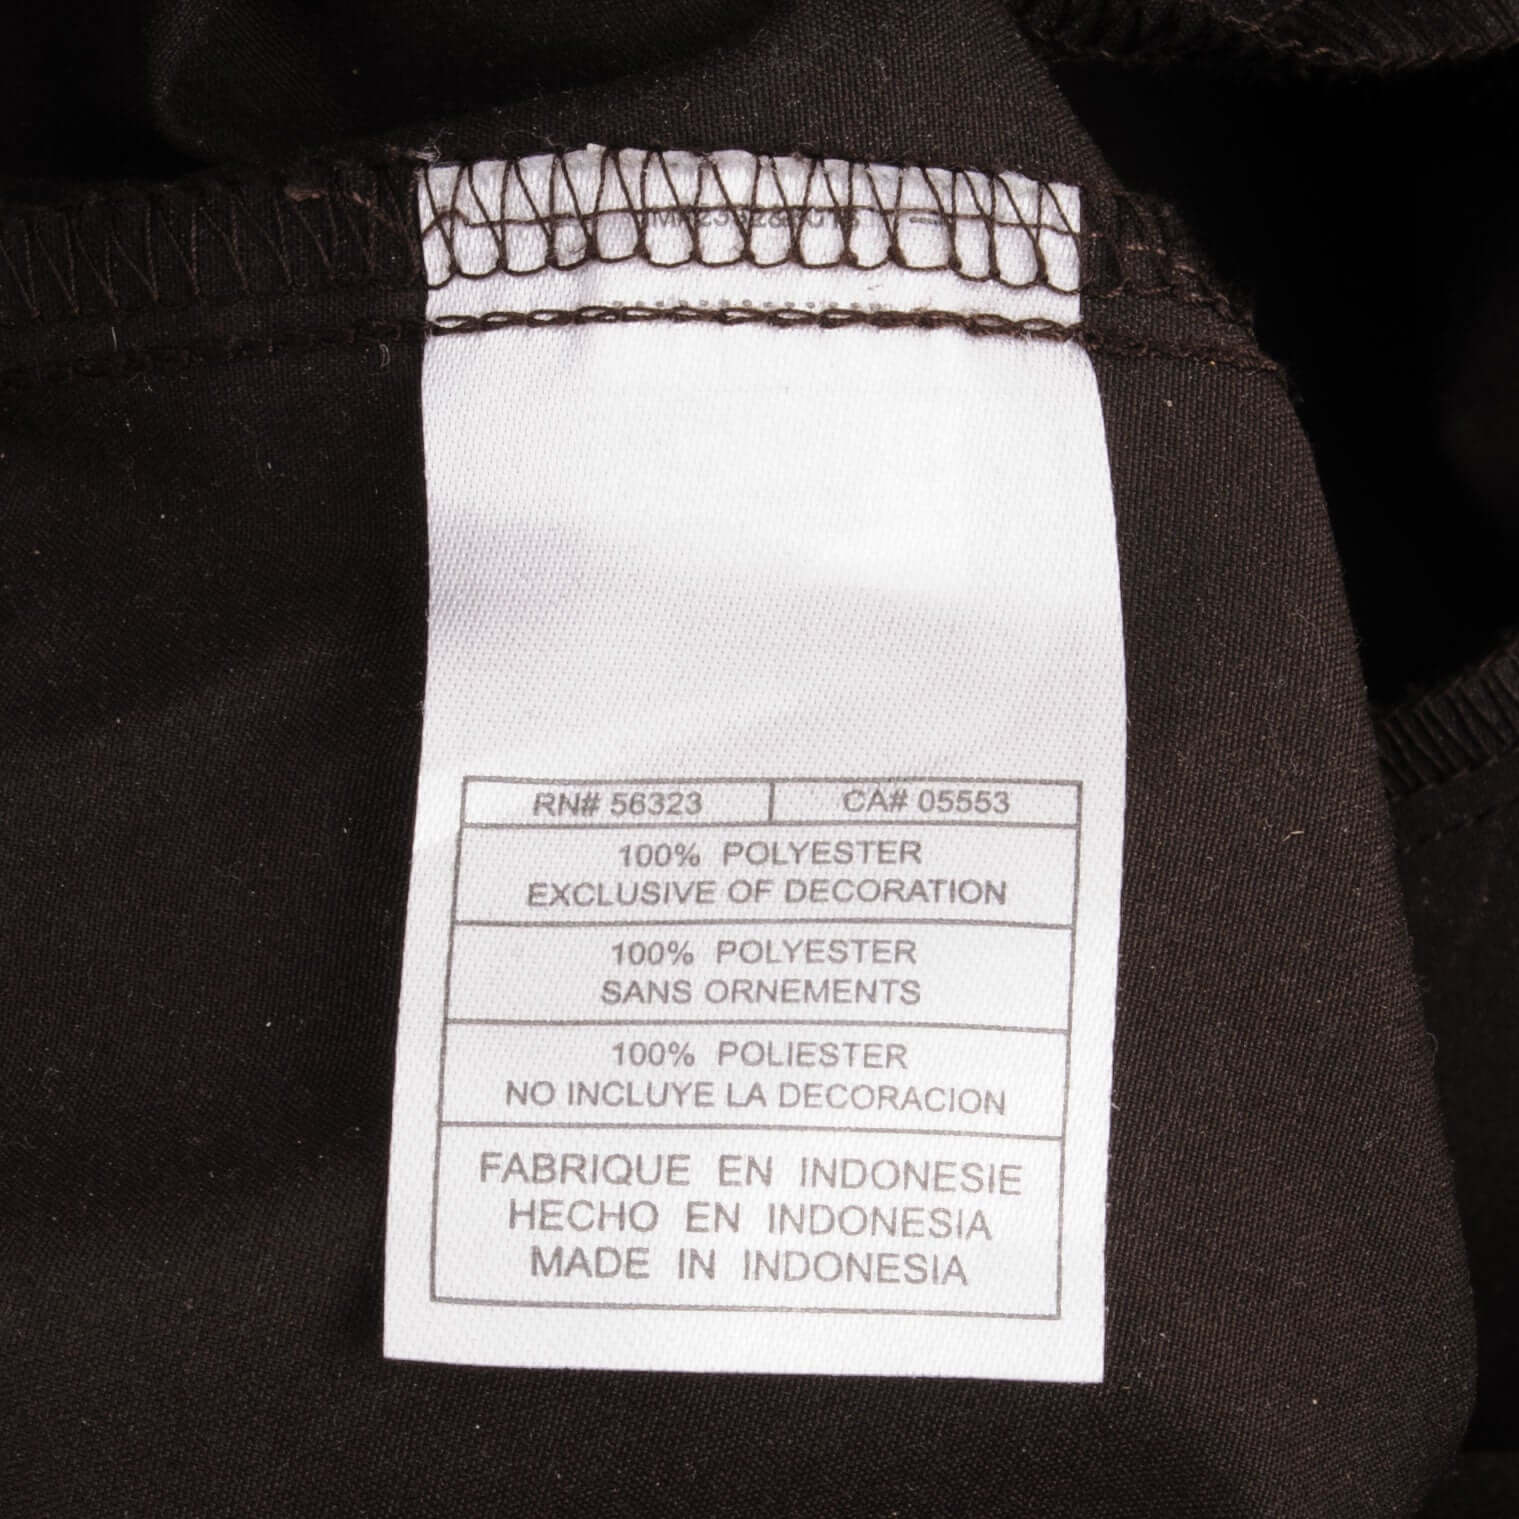 RN# 56323 CA# 05553
100% POLYESTER
EXCLUSIVE OF DECORATION
100% POLYESTER
SANS ORNEMENTS
100% POLIESTER
NO INCLUYE LA DECORACION
FABRIQUE EN INDONESIE
HECHO EN INDONESIA
MADE IN INDONESIA